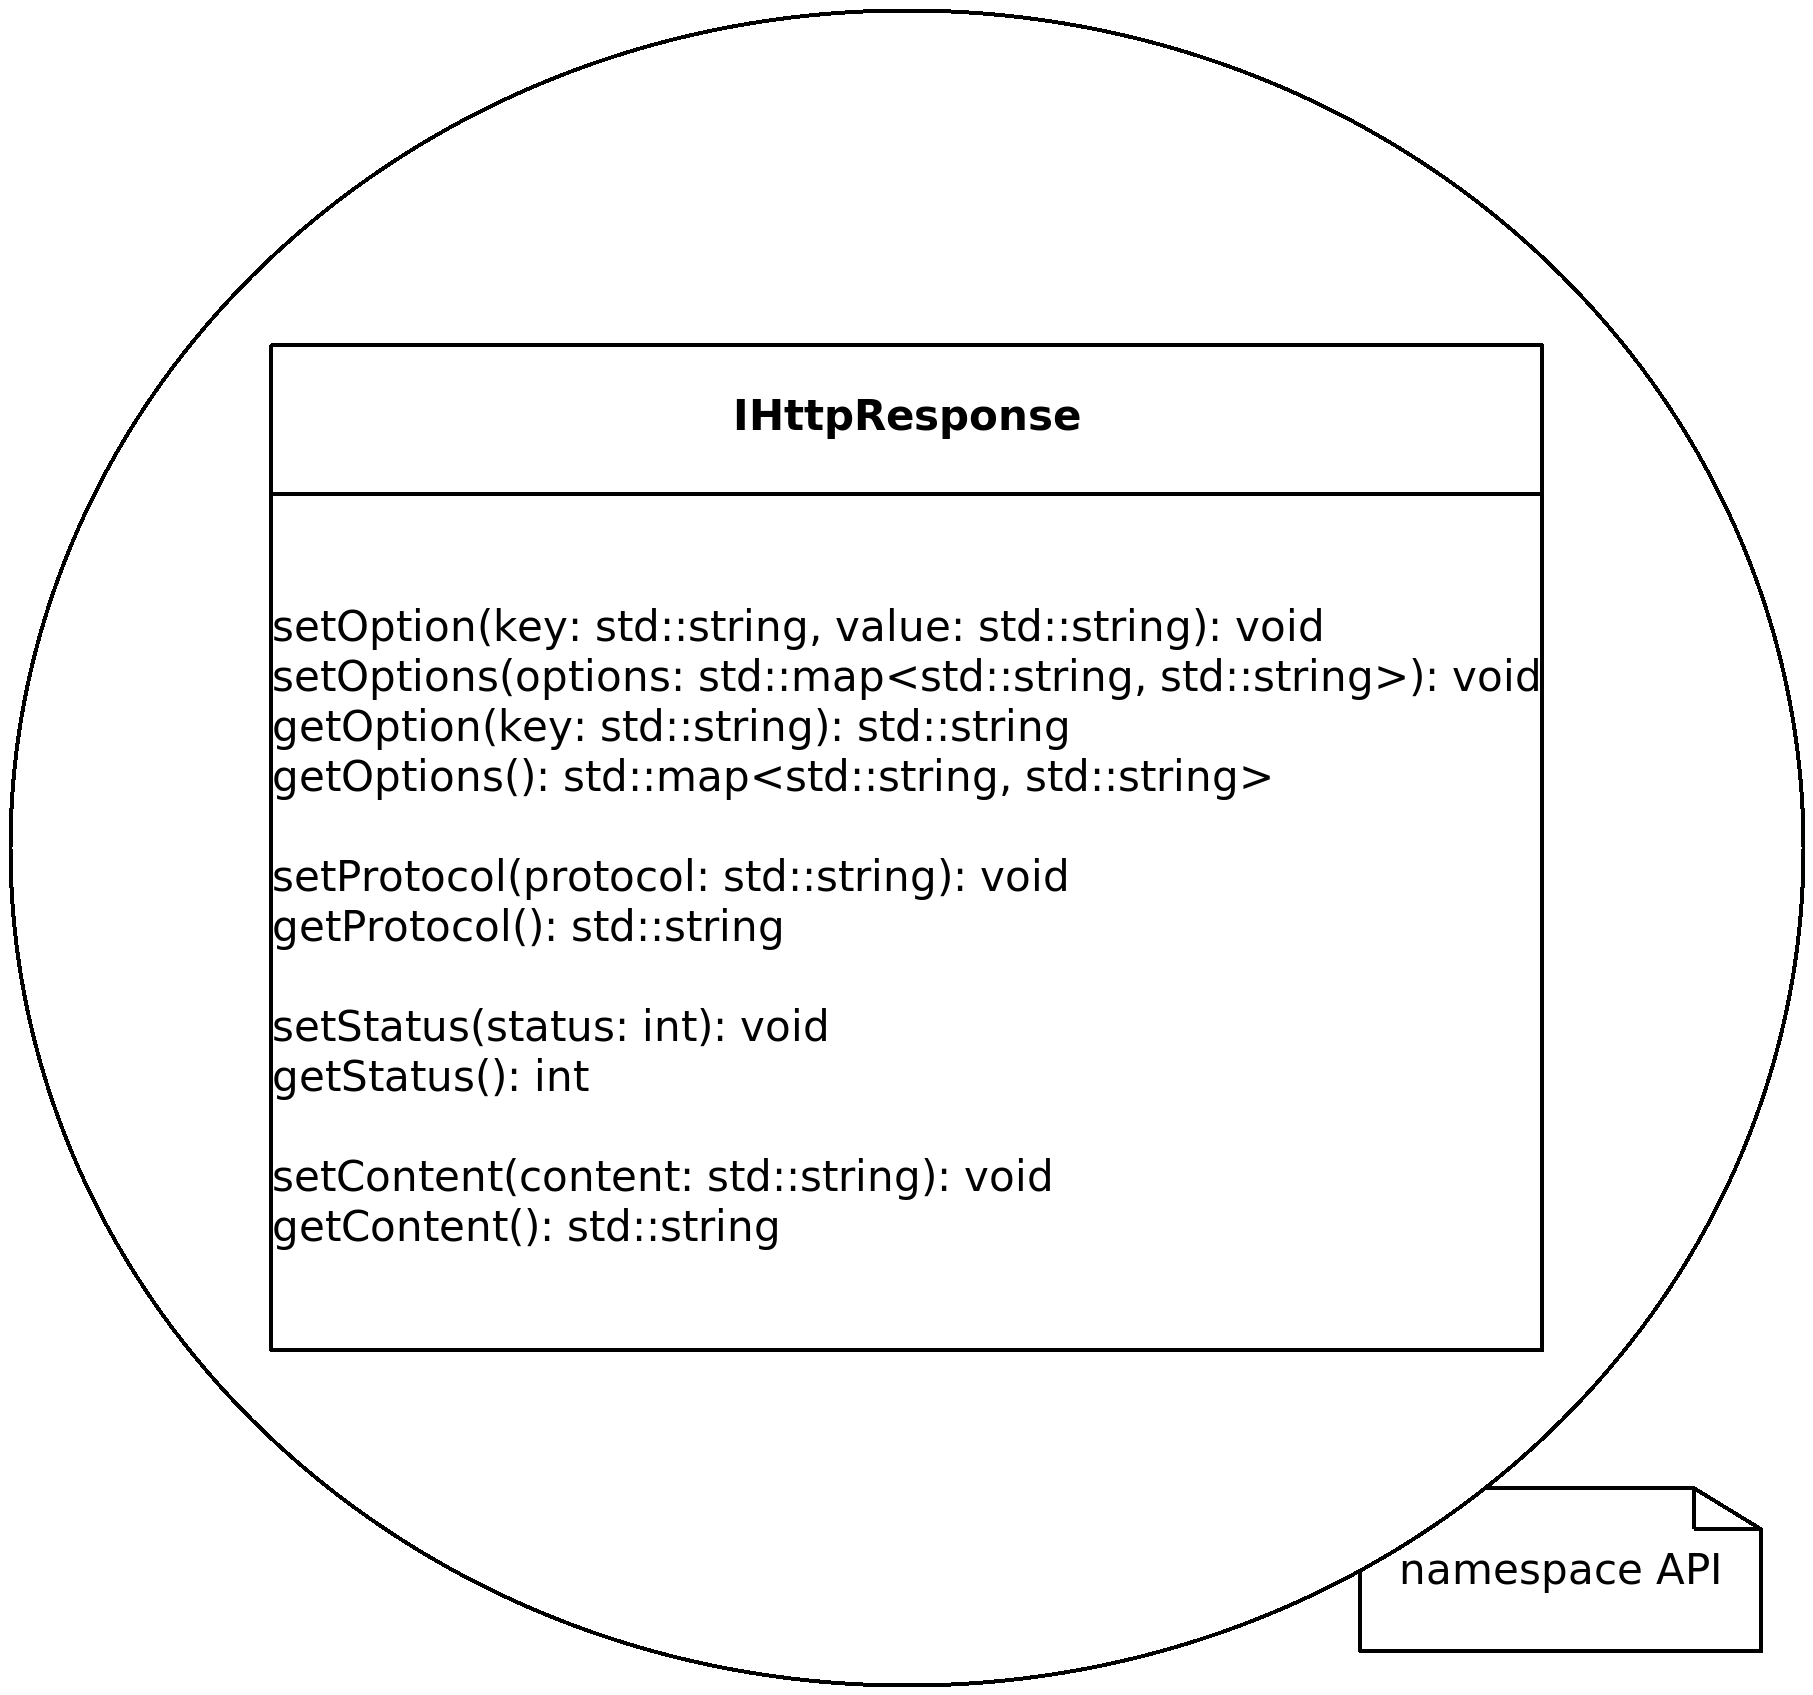 IHttpResponse
setOption(key: std::string, value: std::string): void
setOptions(options: std::map<std::string, std::string>): void
getOption(key: std::string): std::string
getOptions(): std::map<std::string, std::string>
setProtocol(protocol: std::string): void
getProtocol(): std::string
setStatus(status: int): void
getStatus(): int
setContent(content: std::string): void
getContent(): std::string
namespace API